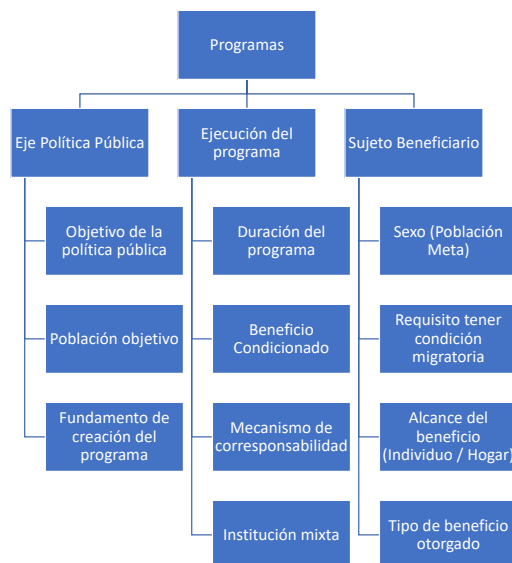 Programas
Eje Política Pública
Objetivo de la
política pública
Población objetivo
Fundamento de
creación del
programa
Ejecución del
programa
Duración del
programa
Beneficio
Condicionado
Mecanismo de
corresponsabilidad
Institución mixta
Sujeto Beneficiario
Sexo (Población
Meta)
Requisito tener
condición
migratoria
Alcance del
beneficio
(Individuo / Hogar)
Tipo de beneficio
otorgado